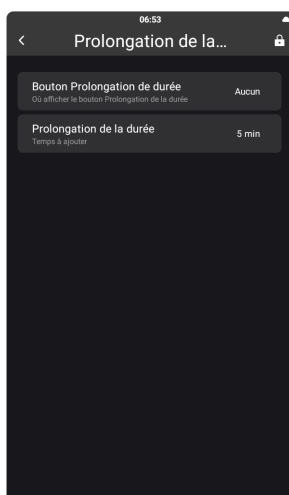 06:53
Prolongation de la...
Bouton Prolongation de durée
Où afficher le bouton Prolongation de la durée
Aucun
Prolongation de la durée
Temps à ajouter
5 min